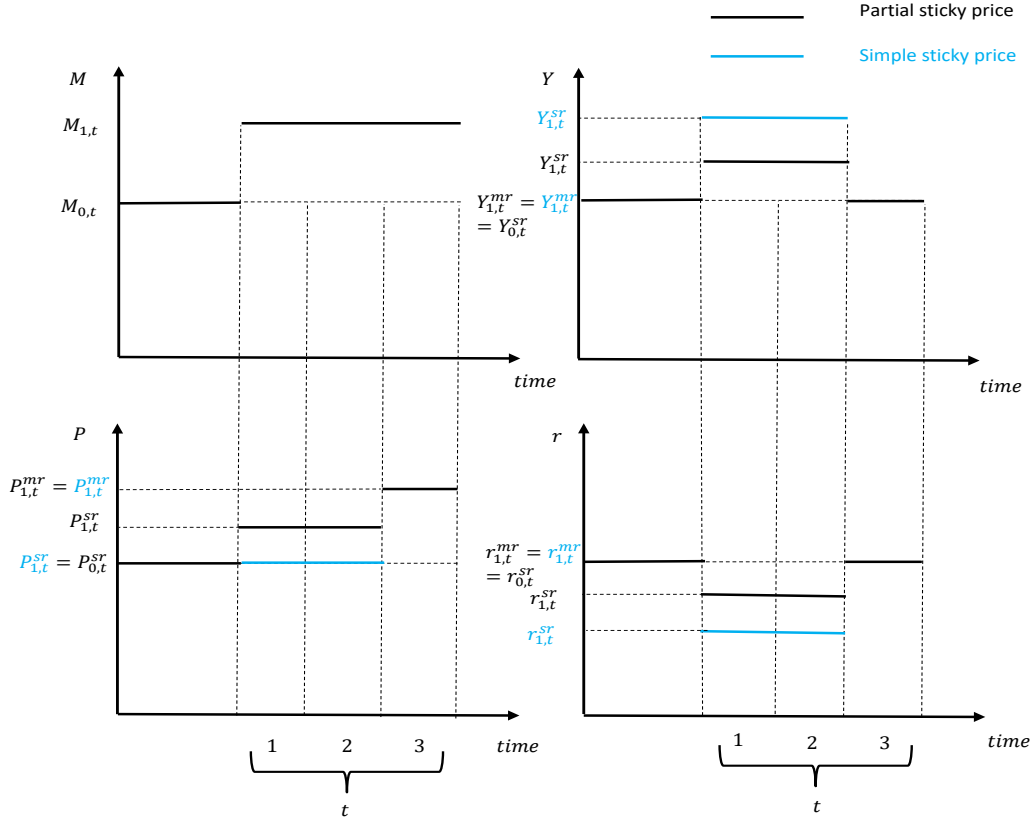 Partial sticky price
Simple sticky price
M
M_{1,t}
M_{0,t}
time
Y
Y_{1,t}^{sr}
Y_{1,t}^{sr}
Y_{1,t}^{mr} = Y_{1,t}^{mr}
= Y_{0,t}^{sr}
time
P
P_{1,t}^{mr} = P_{1,t}^{mr}
P_{1,t}^{sr}
P_{1,t}^{sr} = P_{0,t}^{sr}
time
1 2 3
t
r
r_{1,t}^{mr} = r_{1,t}^{mr}
= r_{0,t}^{sr}
r_{1,t}^{sr}
r_{1,t}^{sr}
time
1 2 3
t